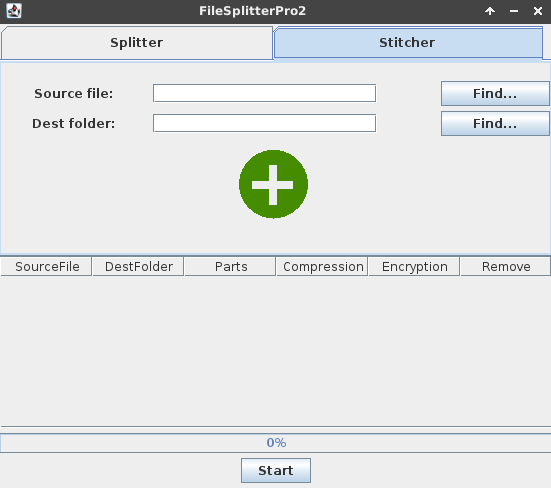 FileSplitterPro2
Splitter Stitcher
Source file: Find...
Dest folder: Find...
SourceFile DestFolder Parts Compression Encryption Remove
0%
Start